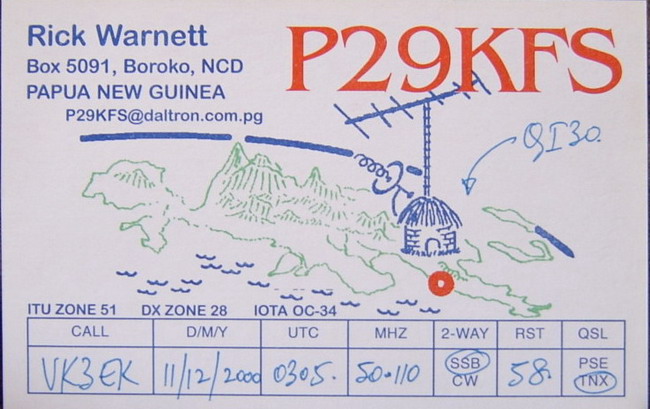 Rick Warnett
P29KFS
Box 5091, Boroko, NCD
PAPUA NEW GUINEA
P29KFS@daltron.com.pg
QI30.
ITU ZONE 51 DX ZONE 28 IOTA OC-34
CALL D/M/Y UTC MHZ 2-WAY RST QSL
VK3EK 11/12/2000 0305. 50.110 SSB 58. PSE
CW TNX